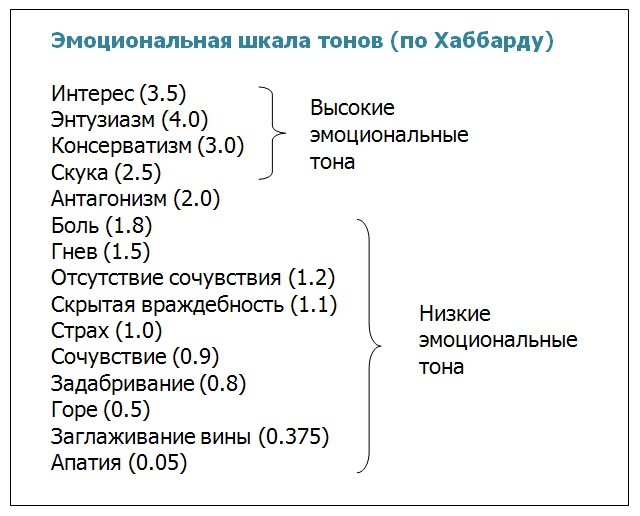 Эмоциональная шкала тонов (по Хаббарду)
Интерес (3.5)
Энтузиазм (4.0)
Консерватизм (3.0)
Скука (2.5)
Высокие
эмоциональные
тона
Антагонизм (2.0)
Боль (1.8)
Гнев (1.5)
Отсутствие сочувствия (1.2)
Скрытая враждебность (1.1)
Страх (1.0)
Сочувствие (0.9)
Задабривание (0.8)
Горе (0.5)
Заглаживание вины (0.375)
Апатия (0.05)
Низкие
эмоциональные
тона